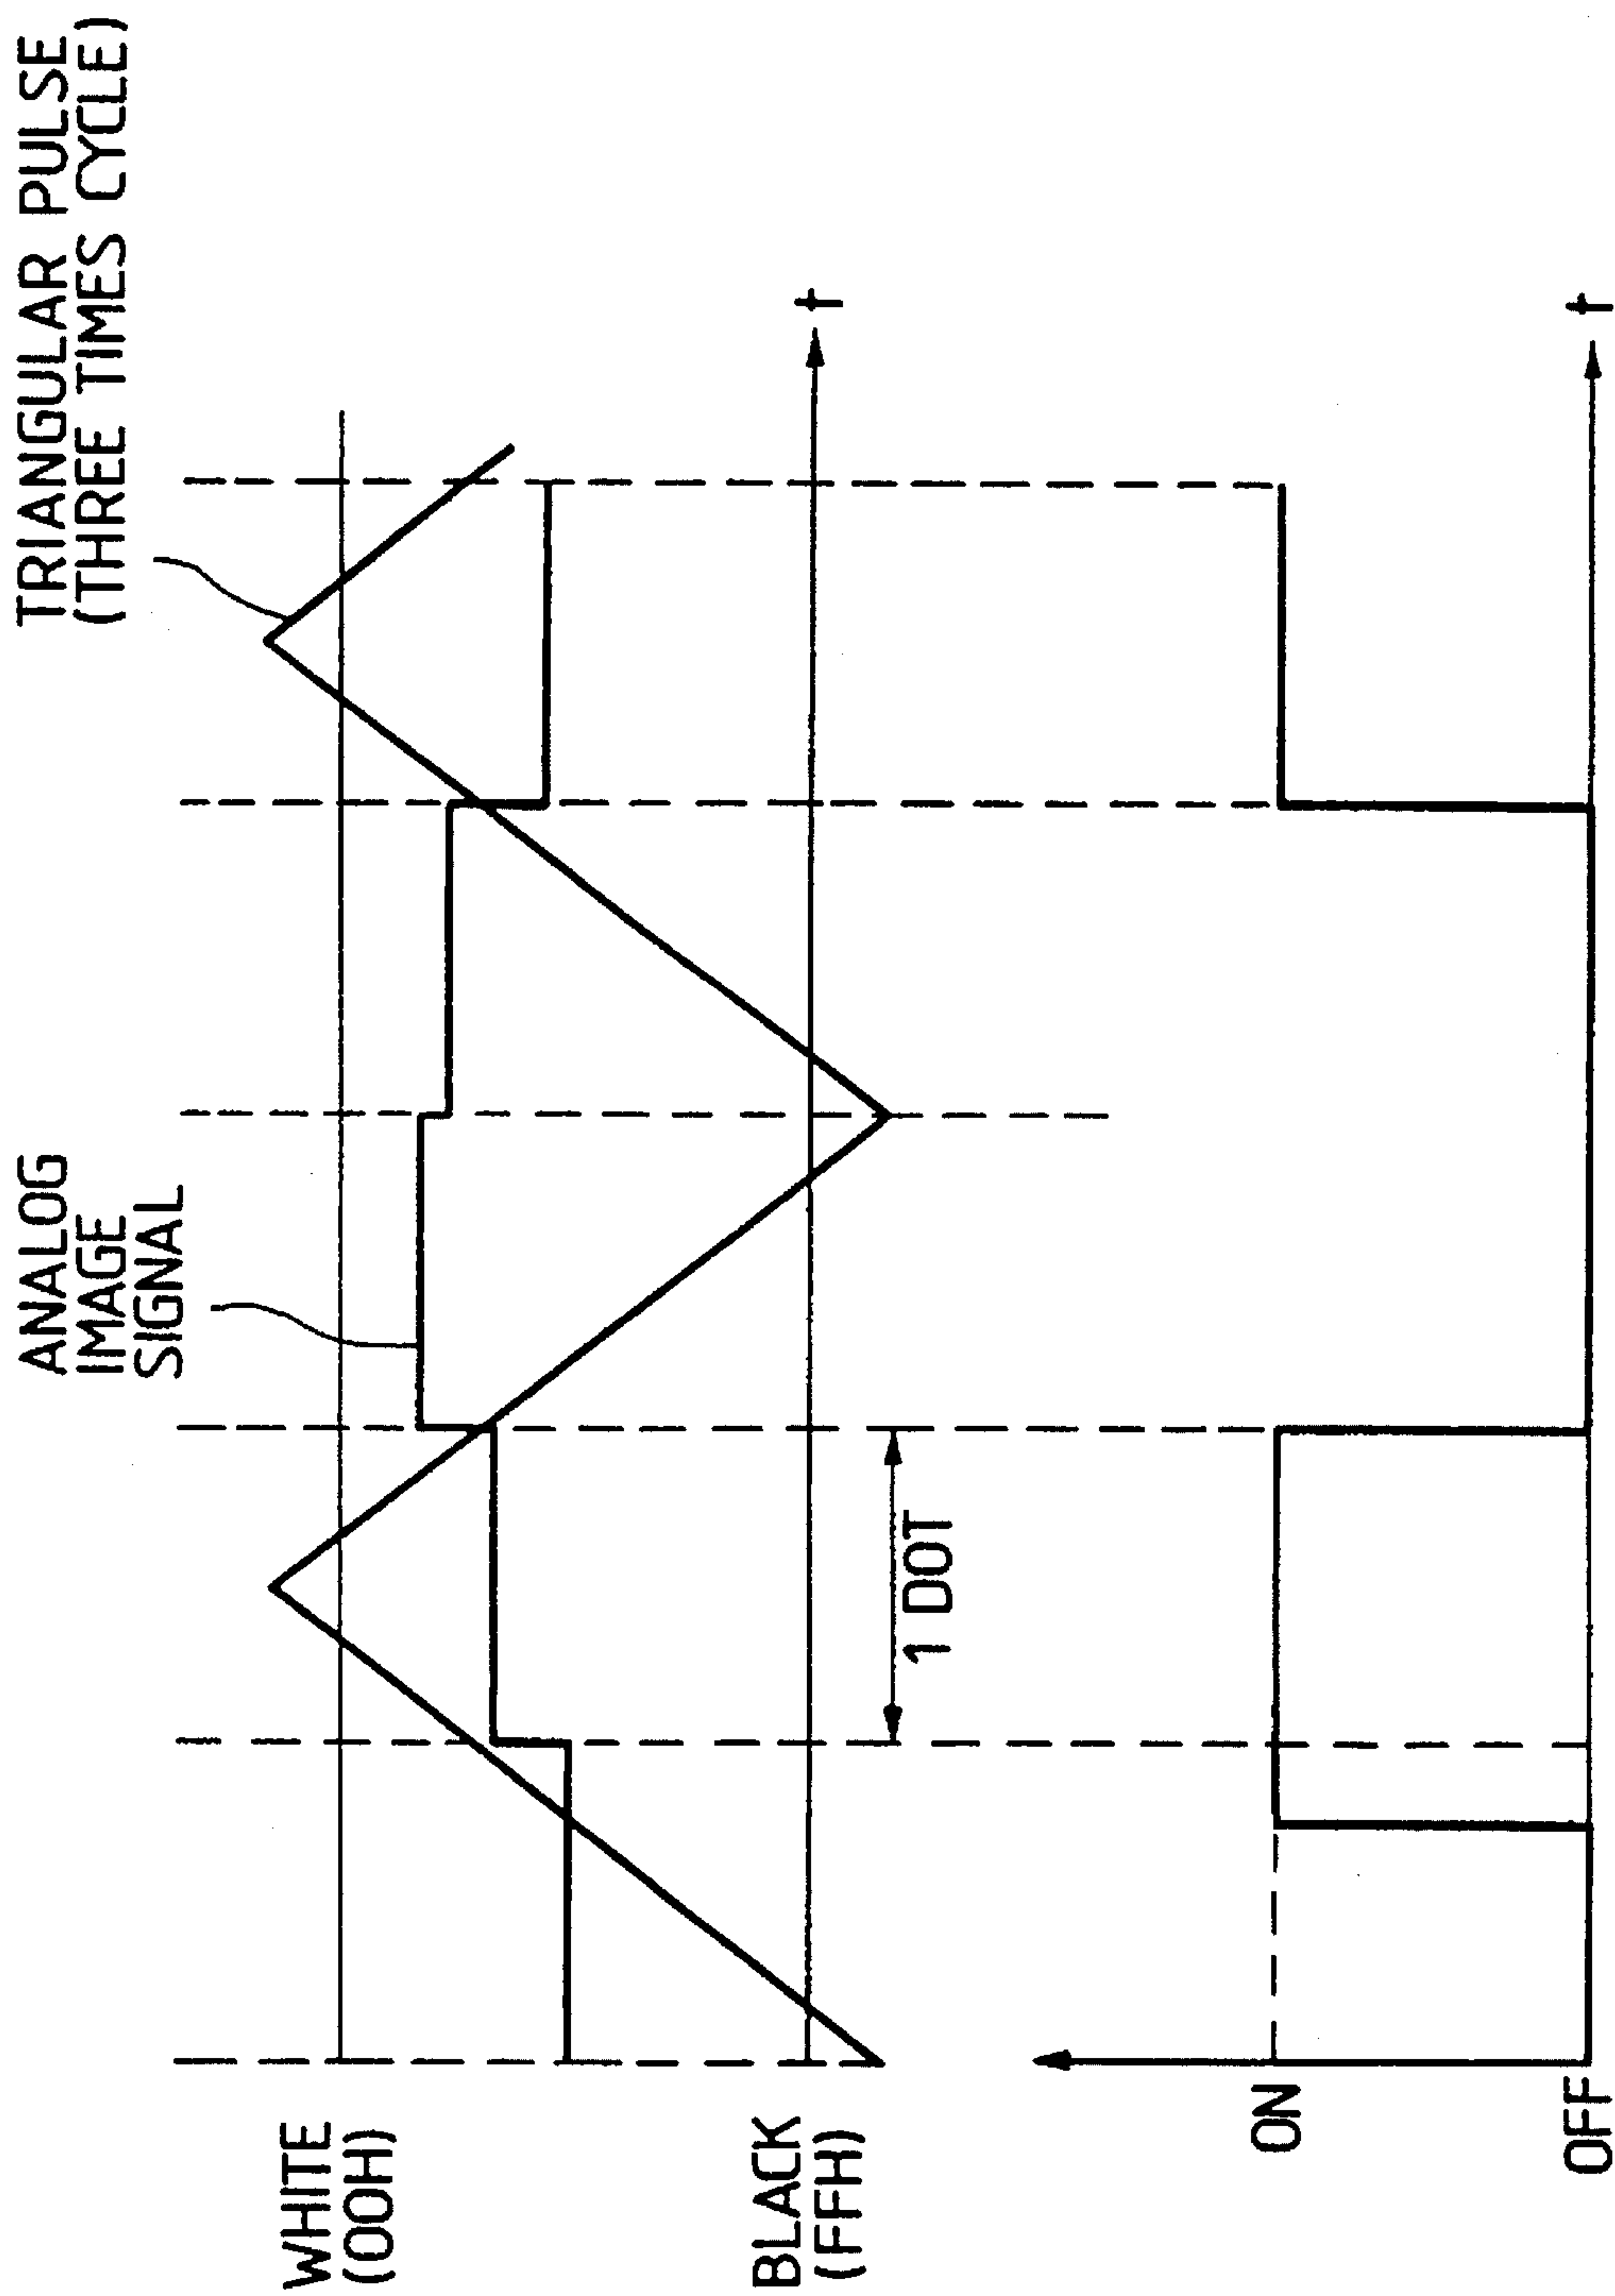 TRIANGULAR PULSE
(THREE TIMES CYCLE)
ANALOG
IMAGE
SIGNAL
WHITE
(00H)
BLACK
(FFH)
t
1 DOT
ON
OFF
t